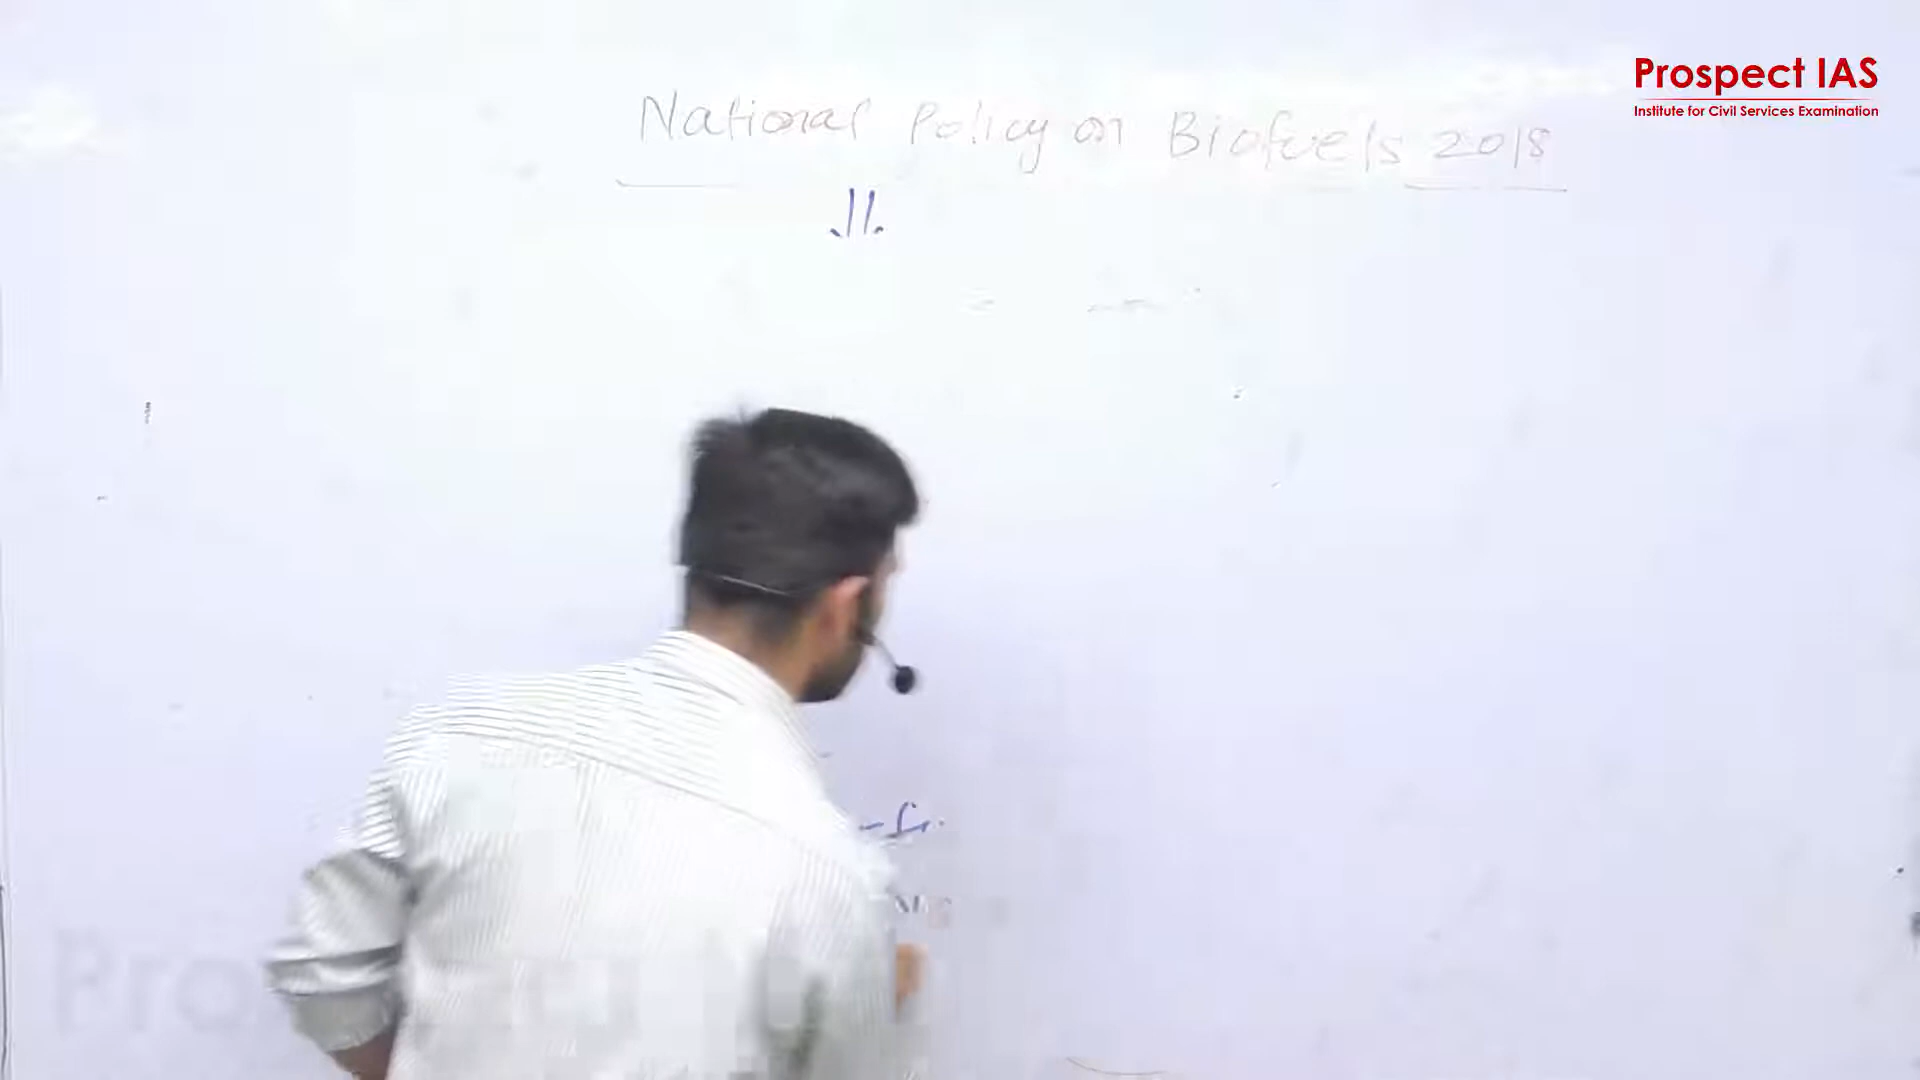 Prospect IAS
Institute for Civil Services Examination
National Policy on Biofuels 2018